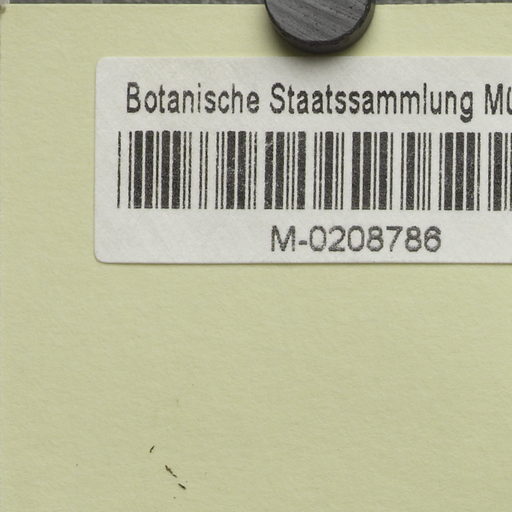 Botanische Staatssammlung Mü
M-0208786